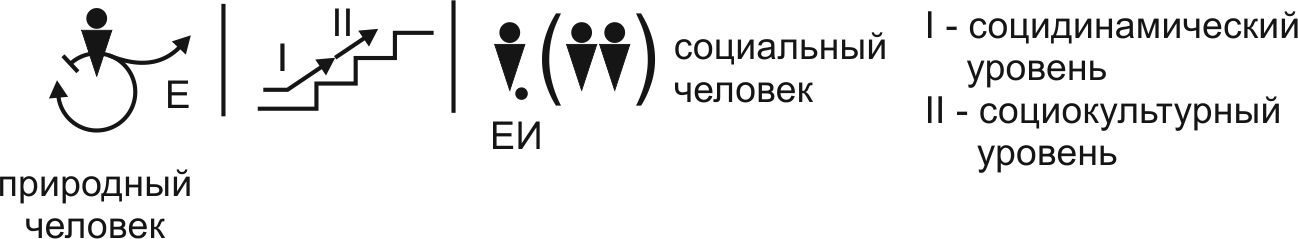 Е
природный
человек
I
II
ЕИ
социальный
человек
I - социдинамический
уровень
II - социокультурный
уровень